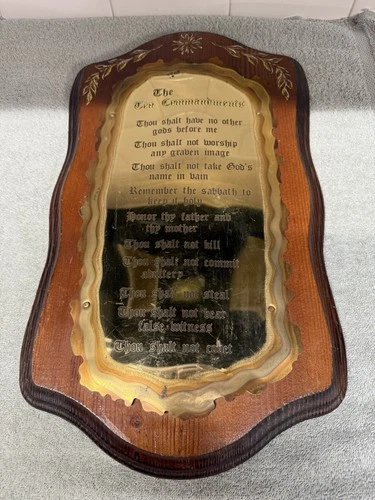 The
Ten Commandments
Thou shalt have no other
gods before me
Thou shalt not worship
any graven image
Thou shalt not take God's
name in vain
Remember the sabbath to
keep it holy
Honor thy father and
thy mother
Thou shalt not kill
Thou shalt not commit
adultery
Thou shalt not steal
Thou shalt not bear
false witness
Thou shalt not covet